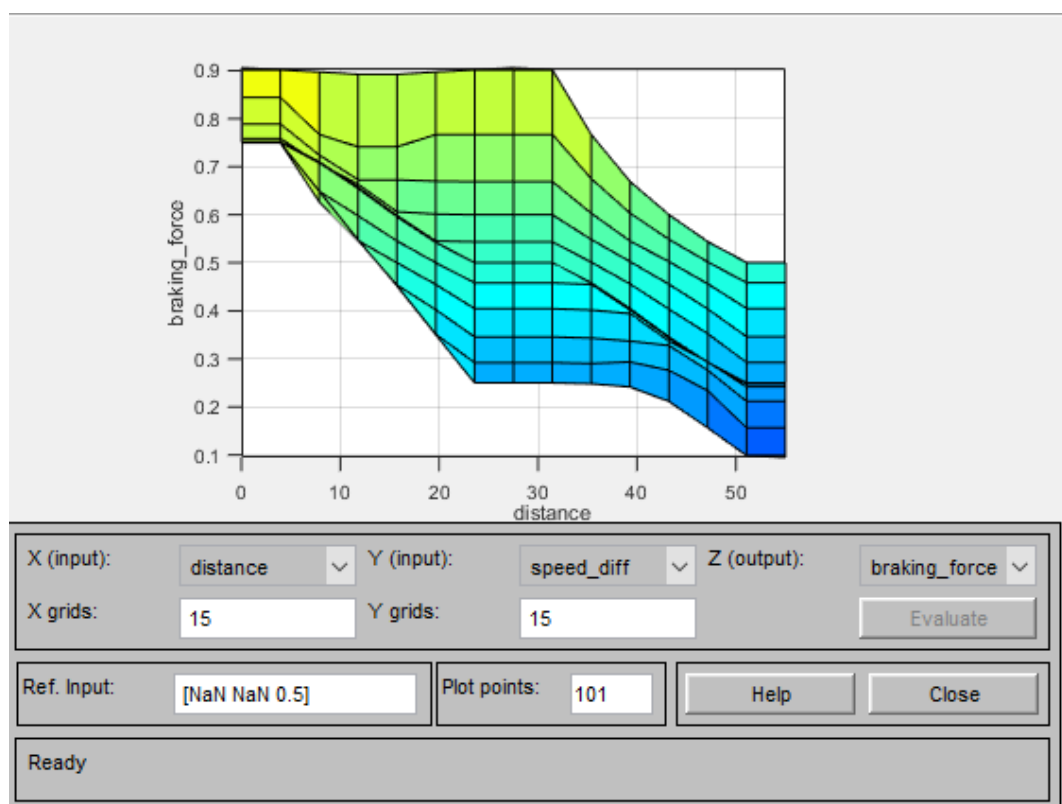 0.9
0.8
0.7
0.6
0.5
0.4
0.3
0.2
0.1
braking_force
0 10 20 30 40 50
distance
X (input): distance Y (input): speed_diff Z (output): braking_force
X grids: 15 Y grids: 15 Evaluate
Ref. Input: [NaN NaN 0.5] Plot points: 101 Help Close
Ready